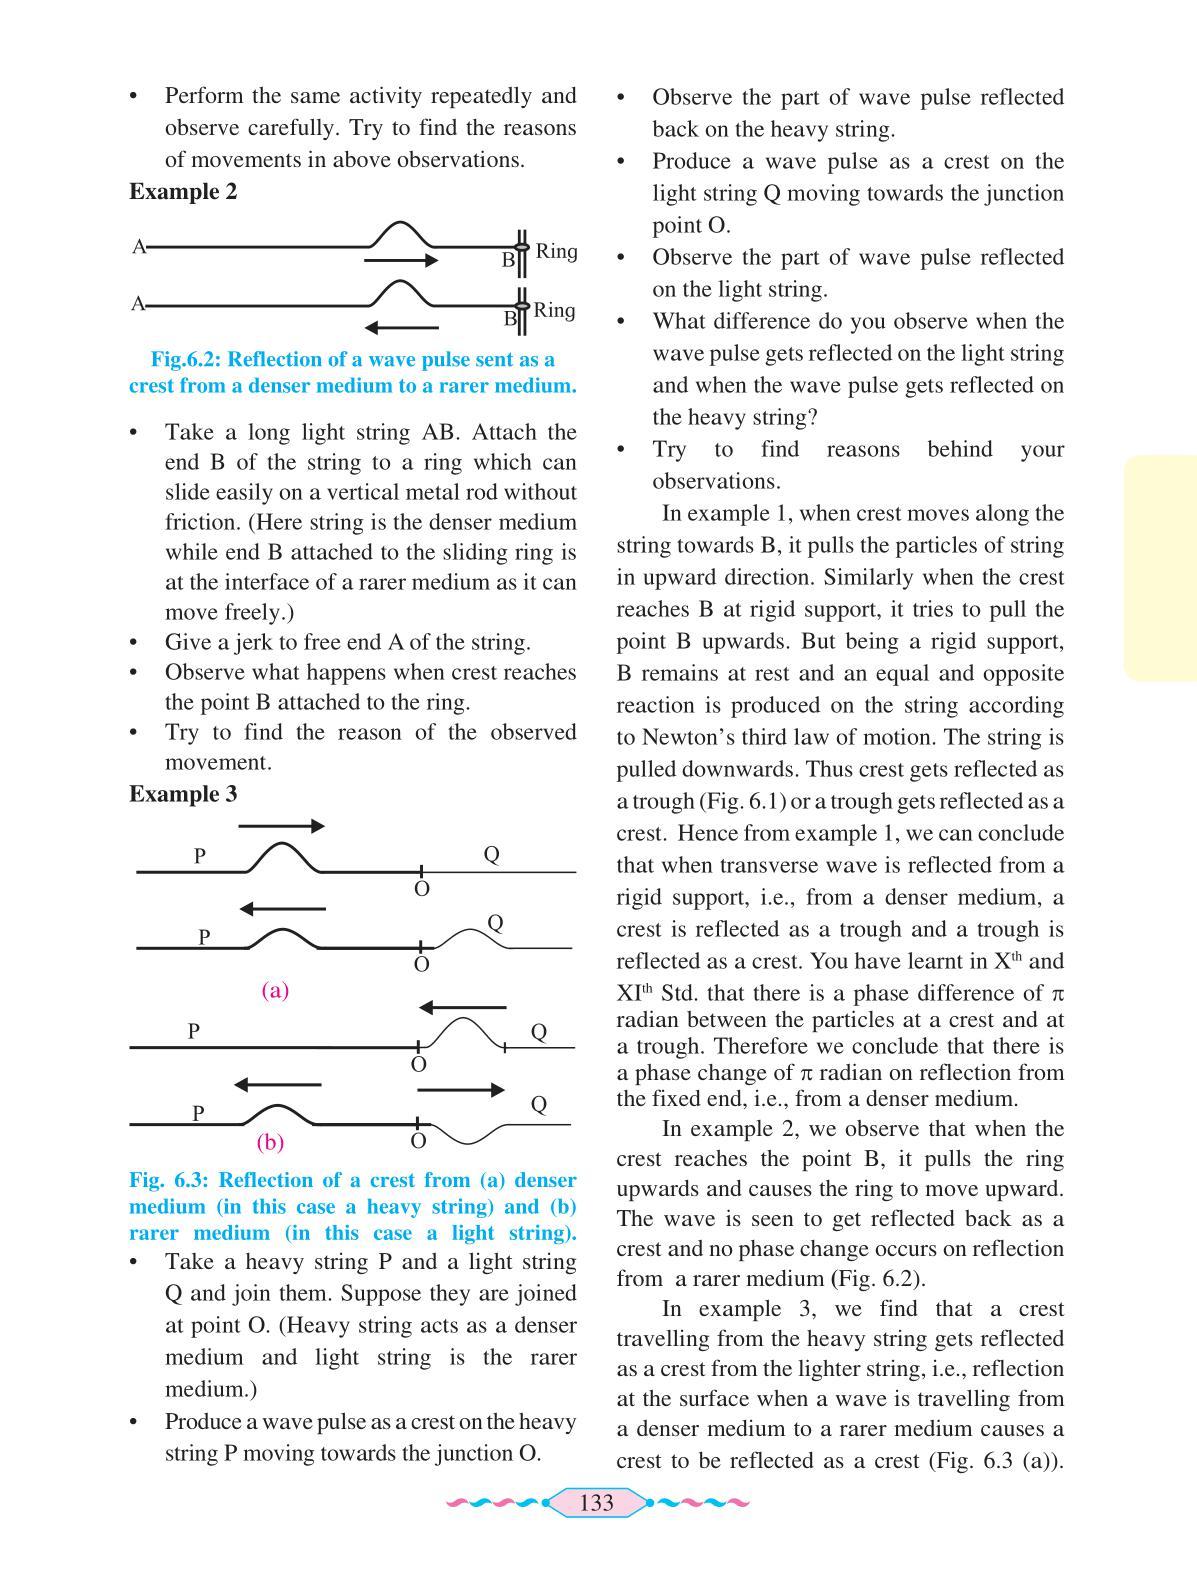 • Perform the same activity repeatedly and
observe carefully. Try to find the reasons
of movements in above observations.
Example 2
A
B
Ring
A
B
Ring
Fig.6.2: Reflection of a wave pulse sent as a
crest from a denser medium to a rarer medium.
• Take a long light string AB. Attach the
end B of the string to a ring which can
slide easily on a vertical metal rod without
friction. (Here string is the denser medium
while end B attached to the sliding ring is
at the interface of a rarer medium as it can
move freely.)
• Give a jerk to free end A of the string.
• Observe what happens when crest reaches
the point B attached to the ring.
• Try to find the reason of the observed
movement.
Example 3
P
Q
O
P
Q
O
(a)
P
Q
O
P
Q
O
(b)
Fig. 6.3: Reflection of a crest from (a) denser
medium (in this case a heavy string) and (b)
rarer medium (in this case a light string).
• Take a heavy string P and a light string
Q and join them. Suppose they are joined
at point O. (Heavy string acts as a denser
medium and light string is the rarer
medium.)
• Produce a wave pulse as a crest on the heavy
string P moving towards the junction O.
• Observe the part of wave pulse reflected
back on the heavy string.
• Produce a wave pulse as a crest on the
light string Q moving towards the junction
point O.
• Observe the part of wave pulse reflected
on the light string.
• What difference do you observe when the
wave pulse gets reflected on the light string
and when the wave pulse gets reflected on
the heavy string?
• Try to find reasons behind your
observations.
In example 1, when crest moves along the
string towards B, it pulls the particles of string
in upward direction. Similarly when the crest
reaches B at rigid support, it tries to pull the
point B upwards. But being a rigid support,
B remains at rest and an equal and opposite
reaction is produced on the string according
to Newton’s third law of motion. The string is
pulled downwards. Thus crest gets reflected as
a trough (Fig. 6.1) or a trough gets reflected as a
crest. Hence from example 1, we can conclude
that when transverse wave is reflected from a
rigid support, i.e., from a denser medium, a
crest is reflected as a trough and a trough is
reflected as a crest. You have learnt in Xth and
XIth Std. that there is a phase difference of π
radian between the particles at a crest and at
a trough. Therefore we conclude that there is
a phase change of π radian on reflection from
the fixed end, i.e., from a denser medium.
In example 2, we observe that when the
crest reaches the point B, it pulls the ring
upwards and causes the ring to move upward.
The wave is seen to get reflected back as a
crest and no phase change occurs on reflection
from a rarer medium (Fig. 6.2).
In example 3, we find that a crest
travelling from the heavy string gets reflected
as a crest from the lighter string, i.e., reflection
at the surface when a wave is travelling from
a denser medium to a rarer medium causes a
crest to be reflected as a crest (Fig. 6.3 (a)).
133